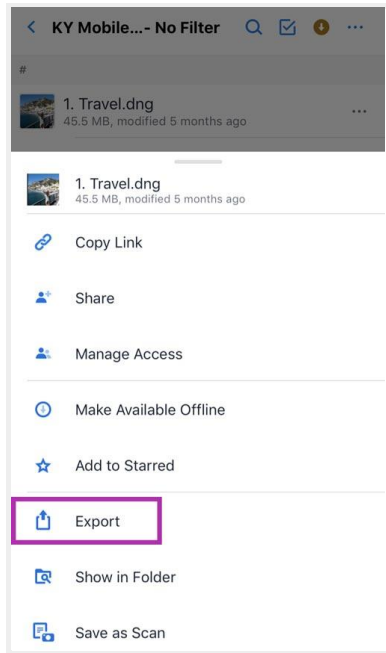 KY Mobile...- No Filter
#
1. Travel.dng
45.5 MB, modified 5 months ago
1. Travel.dng
45.5 MB, modified 5 months ago
Copy Link
Share
Manage Access
Make Available Offline
Add to Starred
Export
Show in Folder
Save as Scan